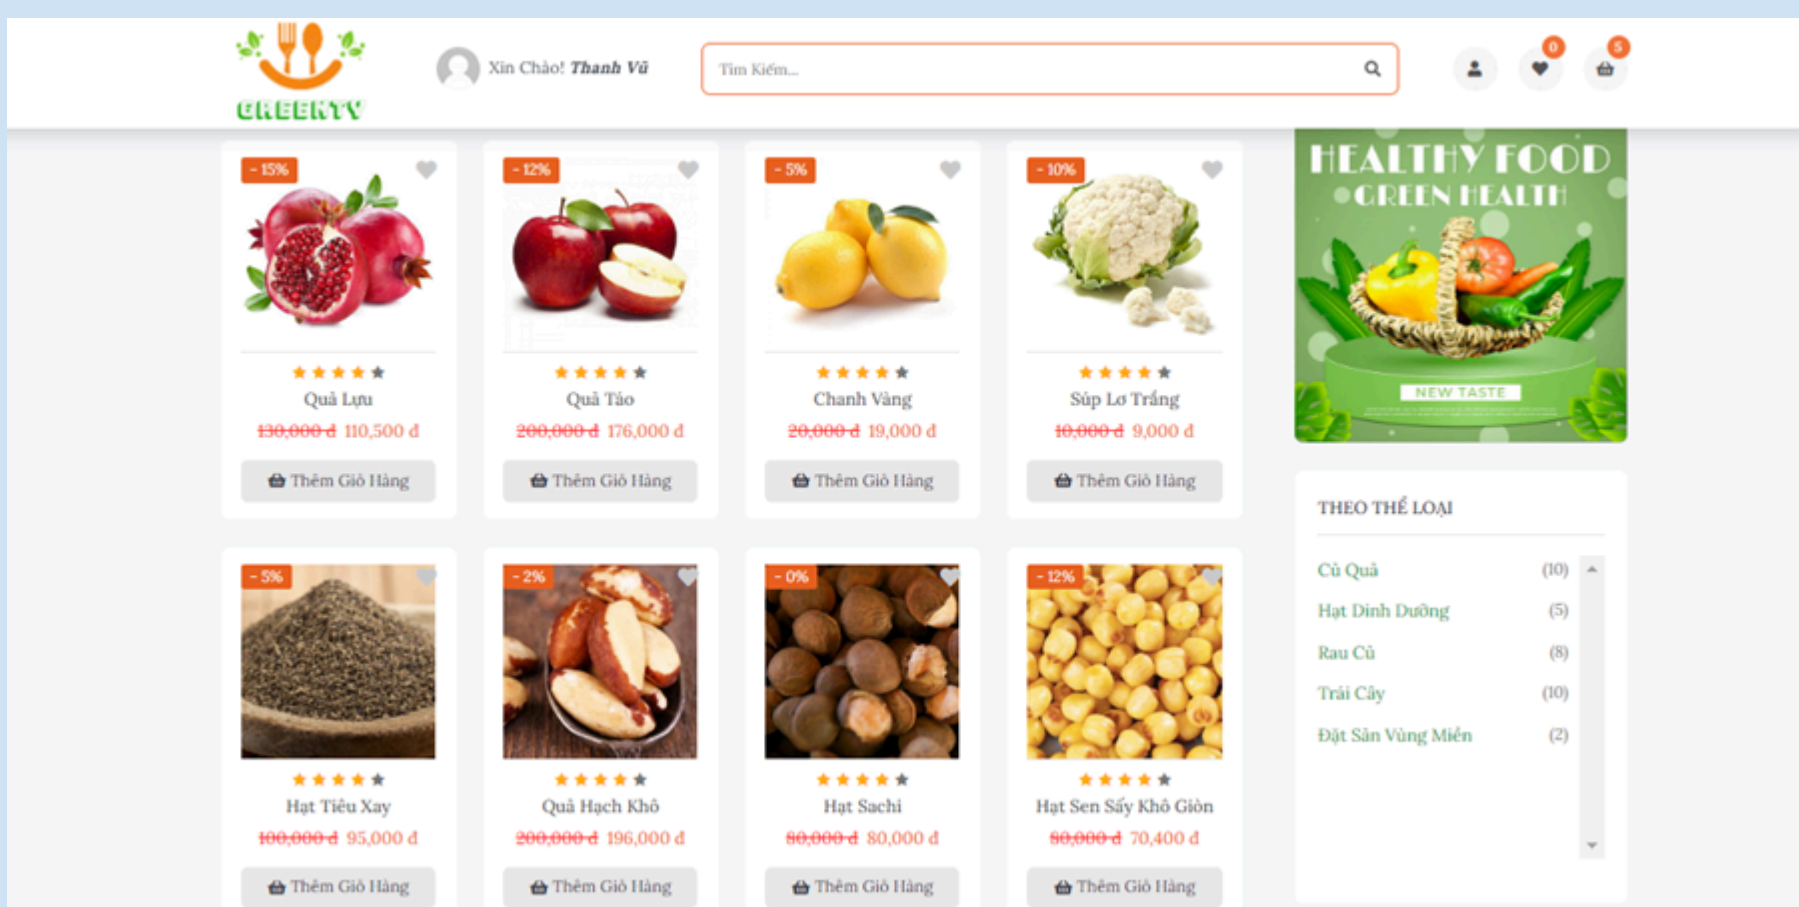 GREENTY
Xin Chào! Thanh Vũ
Tìm Kiếm...
0
5
- 15%
- 12%
- 5%
- 10%
Quả Lựu
Quả Táo
Chanh Vàng
Súp Lơ Trắng
130,000 đ 110,500 đ
200,000 đ 176,000 đ
20,000 đ 19,000 đ
10,000 đ 9,000 đ
Thêm Giỏ Hàng
Thêm Giỏ Hàng
Thêm Giỏ Hàng
Thêm Giỏ Hàng
- 5%
- 2%
- 0%
- 12%
Hạt Tiêu Xay
Quả Hạch Khô
Hạt Sachi
Hạt Sen Sấy Khô Giòn
100,000 đ 95,000 đ
200,000 đ 196,000 đ
80,000 đ 80,000 đ
80,000 đ 70,400 đ
Thêm Giỏ Hàng
Thêm Giỏ Hàng
Thêm Giỏ Hàng
Thêm Giỏ Hàng
HEALTHY FOOD
GREEN HEALTH
NEW TASTE
THEO THỂ LOẠI
Củ Quả (10)
Hạt Dinh Dưỡng (5)
Rau Củ (8)
Trái Cây (10)
Đặt Sản Vùng Miền (2)